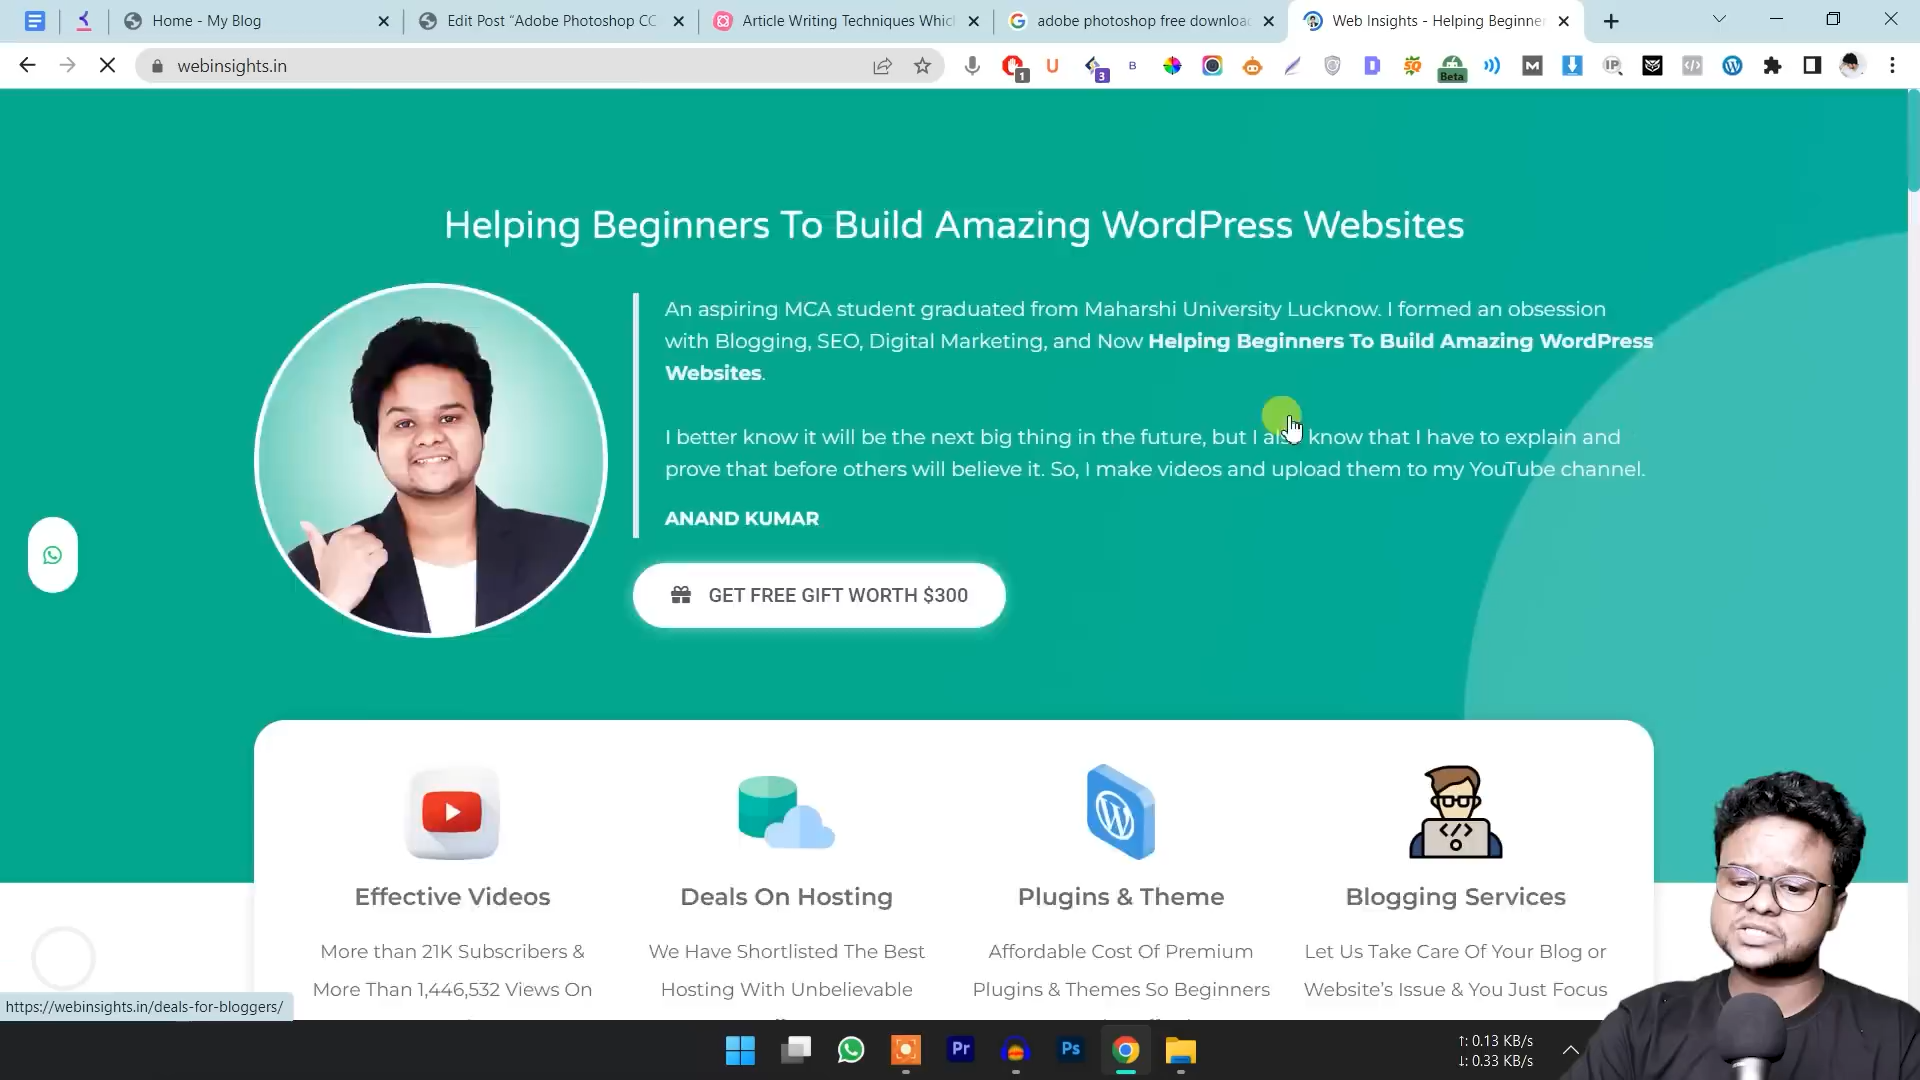 Home - My Blog
Edit Post “Adobe Photoshop CC
Article Writing Techniques Whic
adobe photoshop free downloa
Web Insights - Helping Beginner
webinsights.in
1
U
3
B
D
SQ
Beta
M
IP
Helping Beginners To Build Amazing WordPress Websites
An aspiring MCA student graduated from Maharshi University Lucknow. I formed an obsession
with Blogging, SEO, Digital Marketing, and Now Helping Beginners To Build Amazing WordPress
Websites.
I better know it will be the next big thing in the future, but I also know that I have to explain and
prove that before others will believe it. So, I make videos and upload them to my YouTube channel.
ANAND KUMAR
GET FREE GIFT WORTH $300
Effective Videos
Deals On Hosting
Plugins & Theme
Blogging Services
More than 21K Subscribers &
We Have Shortlisted The Best
Affordable Cost Of Premium
Let Us Take Care Of Your Blog or
More Than 1,446,532 Views On
Hosting With Unbelievable
Plugins & Themes So Beginners
Website's Issue & You Just Focus
https://webinsights.in/deals-for-bloggers/
Pr
Ps
↑: 0.13 KB/s
↓: 0.33 KB/s